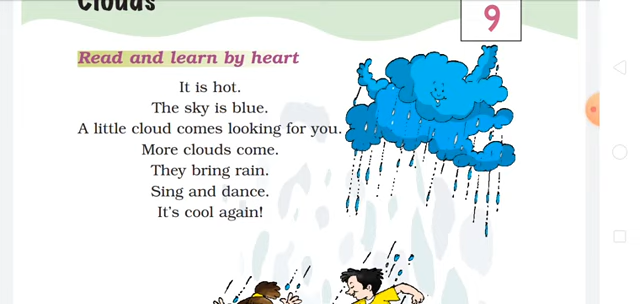 Clouds
9
Read and learn by heart
It is hot.
The sky is blue.
A little cloud comes looking for you.
More clouds come.
They bring rain.
Sing and dance.
It's cool again!